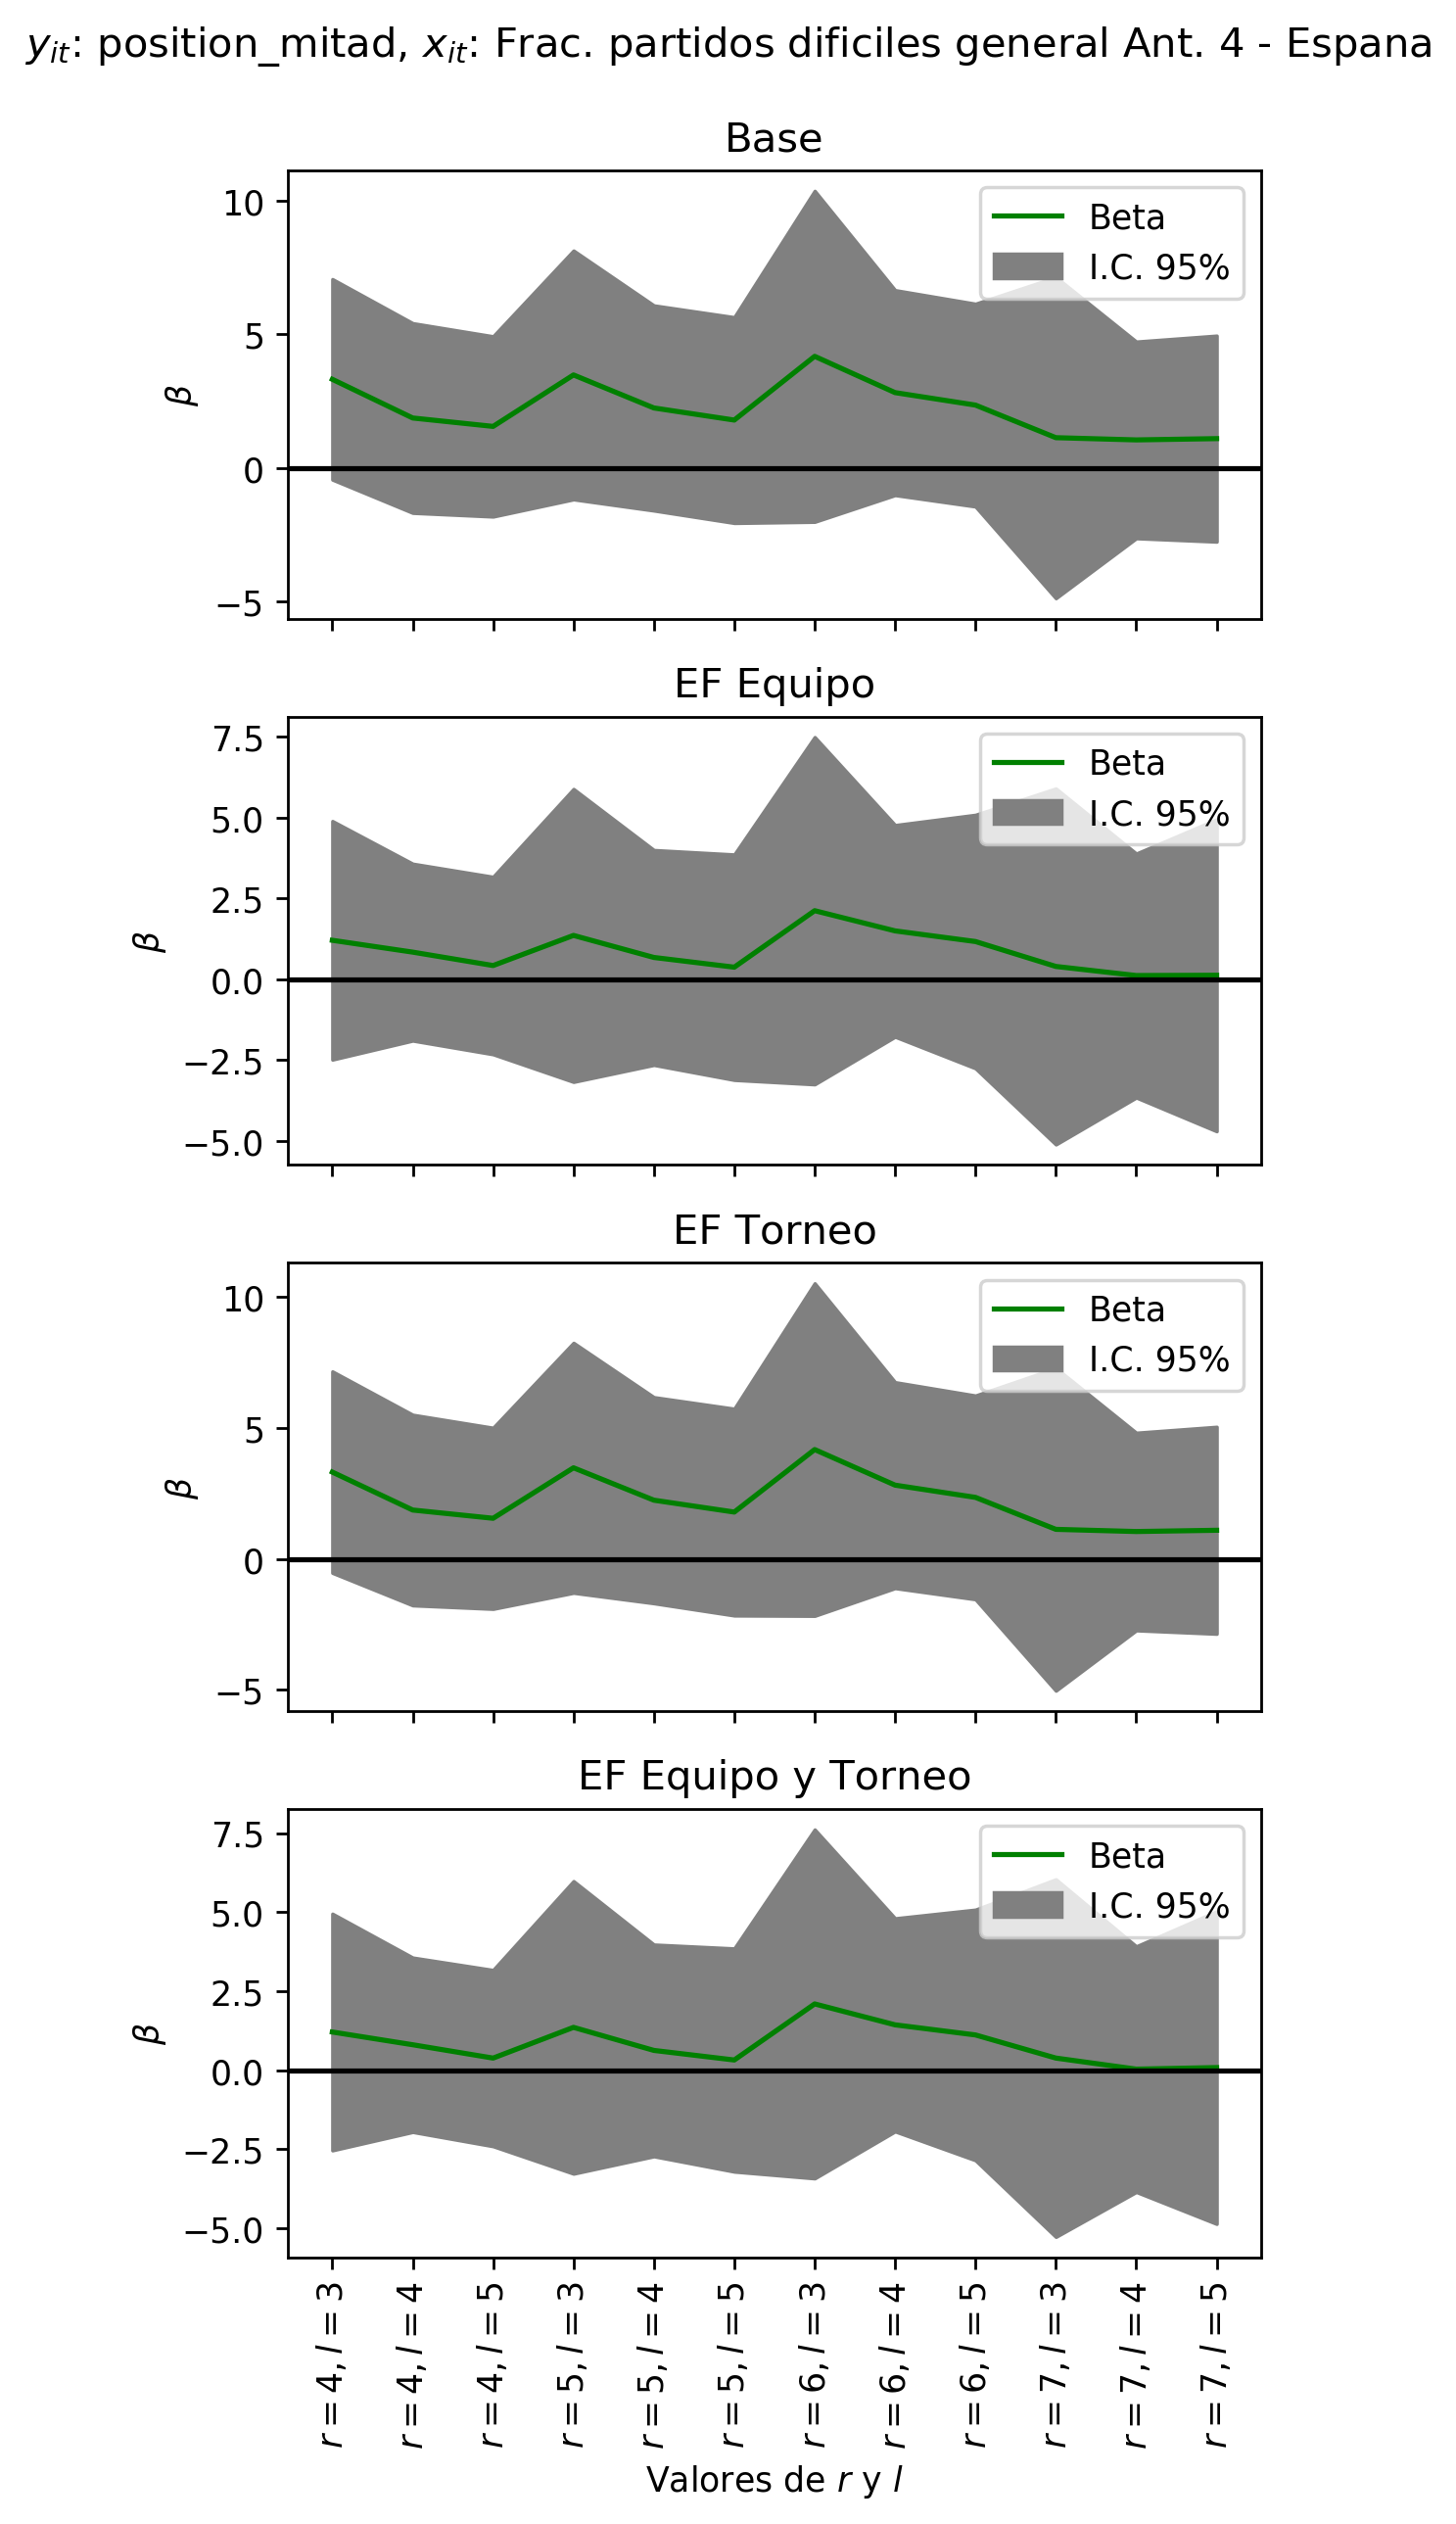 y_it: position_mitad, x_it: Frac. partidos dificiles general Ant. 4 - Espana
Base
10
5
0
−5
β
Beta
I.C. 95%
EF Equipo
7.5
5.0
2.5
0.0
−2.5
−5.0
β
Beta
I.C. 95%
EF Torneo
10
5
0
−5
β
Beta
I.C. 95%
EF Equipo y Torneo
7.5
5.0
2.5
0.0
−2.5
−5.0
β
Beta
I.C. 95%
r = 4, l = 3
r = 4, l = 4
r = 4, l = 5
r = 5, l = 3
r = 5, l = 4
r = 5, l = 5
r = 6, l = 3
r = 6, l = 4
r = 6, l = 5
r = 7, l = 3
r = 7, l = 4
r = 7, l = 5
Valores de r y l